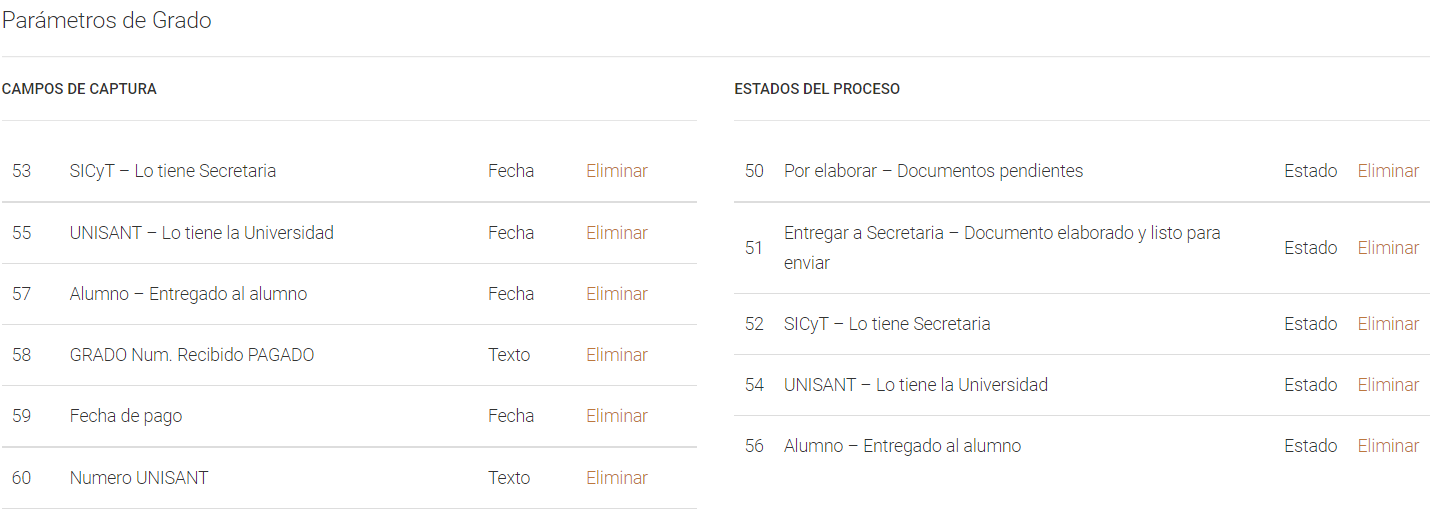 Parámetros de Grado
CAMPOS DE CAPTURA
53 SICyT – Lo tiene Secretaria Fecha Eliminar
55 UNISANT – Lo tiene la Universidad Fecha Eliminar
57 Alumno – Entregado al alumno Fecha Eliminar
58 GRADO Num. Recibido PAGADO Texto Eliminar
59 Fecha de pago Fecha Eliminar
60 Numero UNISANT Texto Eliminar
ESTADOS DEL PROCESO
50 Por elaborar – Documentos pendientes Estado Eliminar
51 Entregar a Secretaria – Documento elaborado y listo para
enviar Estado Eliminar
52 SICyT – Lo tiene Secretaria Estado Eliminar
54 UNISANT – Lo tiene la Universidad Estado Eliminar
56 Alumno – Entregado al alumno Estado Eliminar